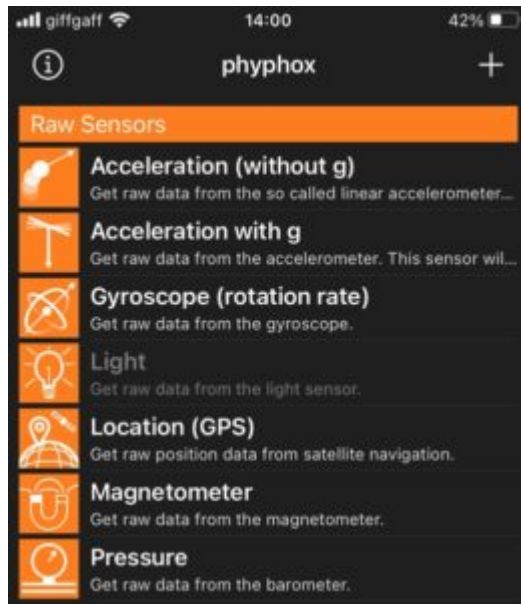 giffgaff 14:00 42%
phyphox
Raw Sensors
Acceleration (without g)
Get raw data from the so called linear accelerometer...
Acceleration with g
Get raw data from the accelerometer. This sensor wil...
Gyroscope (rotation rate)
Get raw data from the gyroscope.
Light
Get raw data from the light sensor.
Location (GPS)
Get raw position data from satellite navigation.
Magnetometer
Get raw data from the magnetometer.
Pressure
Get raw data from the barometer.